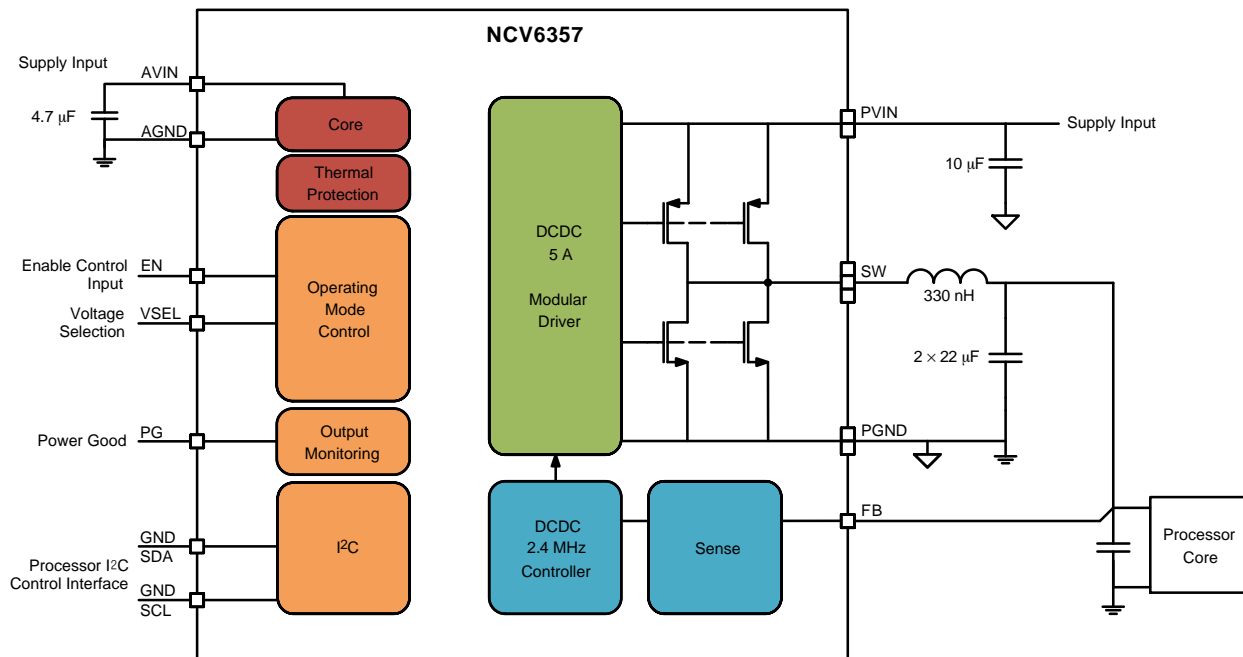 NCV6357
Supply Input
AVIN
4.7 μF
AGND
Core
Thermal
Protection
Enable Control
Input
EN
Voltage
Selection
VSEL
Operating
Mode
Control
Power Good
PG
Output
Monitoring
Processor I²C
Control Interface
GND
SDA
GND
SCL
I²C
DCDC
5 A
Modular
Driver
DCDC
2.4 MHz
Controller
Sense
PVIN
Supply Input
10 μF
SW
330 nH
2 × 22 μF
PGND
FB
Processor
Core